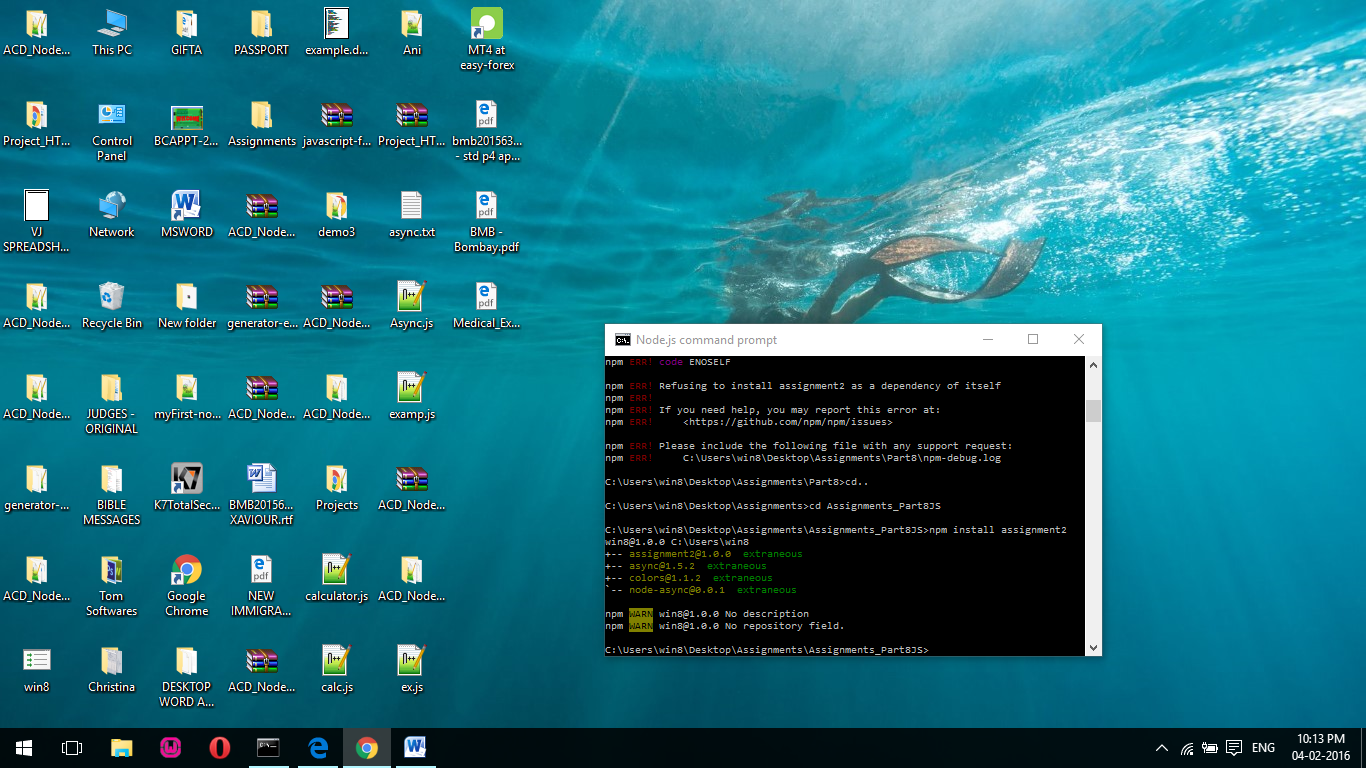 ACD_Node...
This PC
GIFTA
PASSPORT
example.d...
Ani
MT4 at
easy-forex
Project_HT...
Control
Panel
BCAPPT-2...
Assignments
javascript-f...
Project_HT...
pdf
bmb201563...
- std p4 ap...
VJ
SPREADSH...
Network
MSWORD
ACD_Node...
demo3
async.txt
pdf
BMB -
Bombay.pdf
ACD_Node...
Recycle Bin
New folder
generator-e...
ACD_Node...
Async.js
pdf
Medical_Ex...
ACD_Node...
JUDGES -
ORIGINAL
myFirst-no...
ACD_Node...
ACD_Node...
examp.js
generator-...
BIBLE
MESSAGES
K7TotalSec...
BMB20156...
XAVIOUR.rtf
Projects
ACD_Node...
ACD_Node...
Tom
Softwares
Google
Chrome
pdf
NEW
IMMIGRA...
calculator.js
ACD_Node...
win8
Christina
DESKTOP
WORD A...
ACD_Node...
calc.js
ex.js
Node.js command prompt
npm ERR! code ENOSELF
npm ERR! Refusing to install assignment2 as a dependency of itself
npm ERR!
npm ERR! If you need help, you may report this error at:
npm ERR!     <https://github.com/npm/npm/issues>
npm ERR! Please include the following file with any support request:
npm ERR!     C:\Users\win8\Desktop\Assignments\Part8\npm-debug.log
C:\Users\win8\Desktop\Assignments\Part8>cd..
C:\Users\win8\Desktop\Assignments>cd Assignments_Part8JS
C:\Users\win8\Desktop\Assignments\Assignments_Part8JS>npm install assignment2
win8@1.0.0 C:\Users\win8
+-- assignment2@1.0.0  extraneous
+-- async@1.5.2  extraneous
+-- colors@1.1.2  extraneous
`-- node-async@0.0.1  extraneous
npm WARN win8@1.0.0 No description
npm WARN win8@1.0.0 No repository field.
C:\Users\win8\Desktop\Assignments\Assignments_Part8JS>
ENG
10:13 PM
04-02-2016